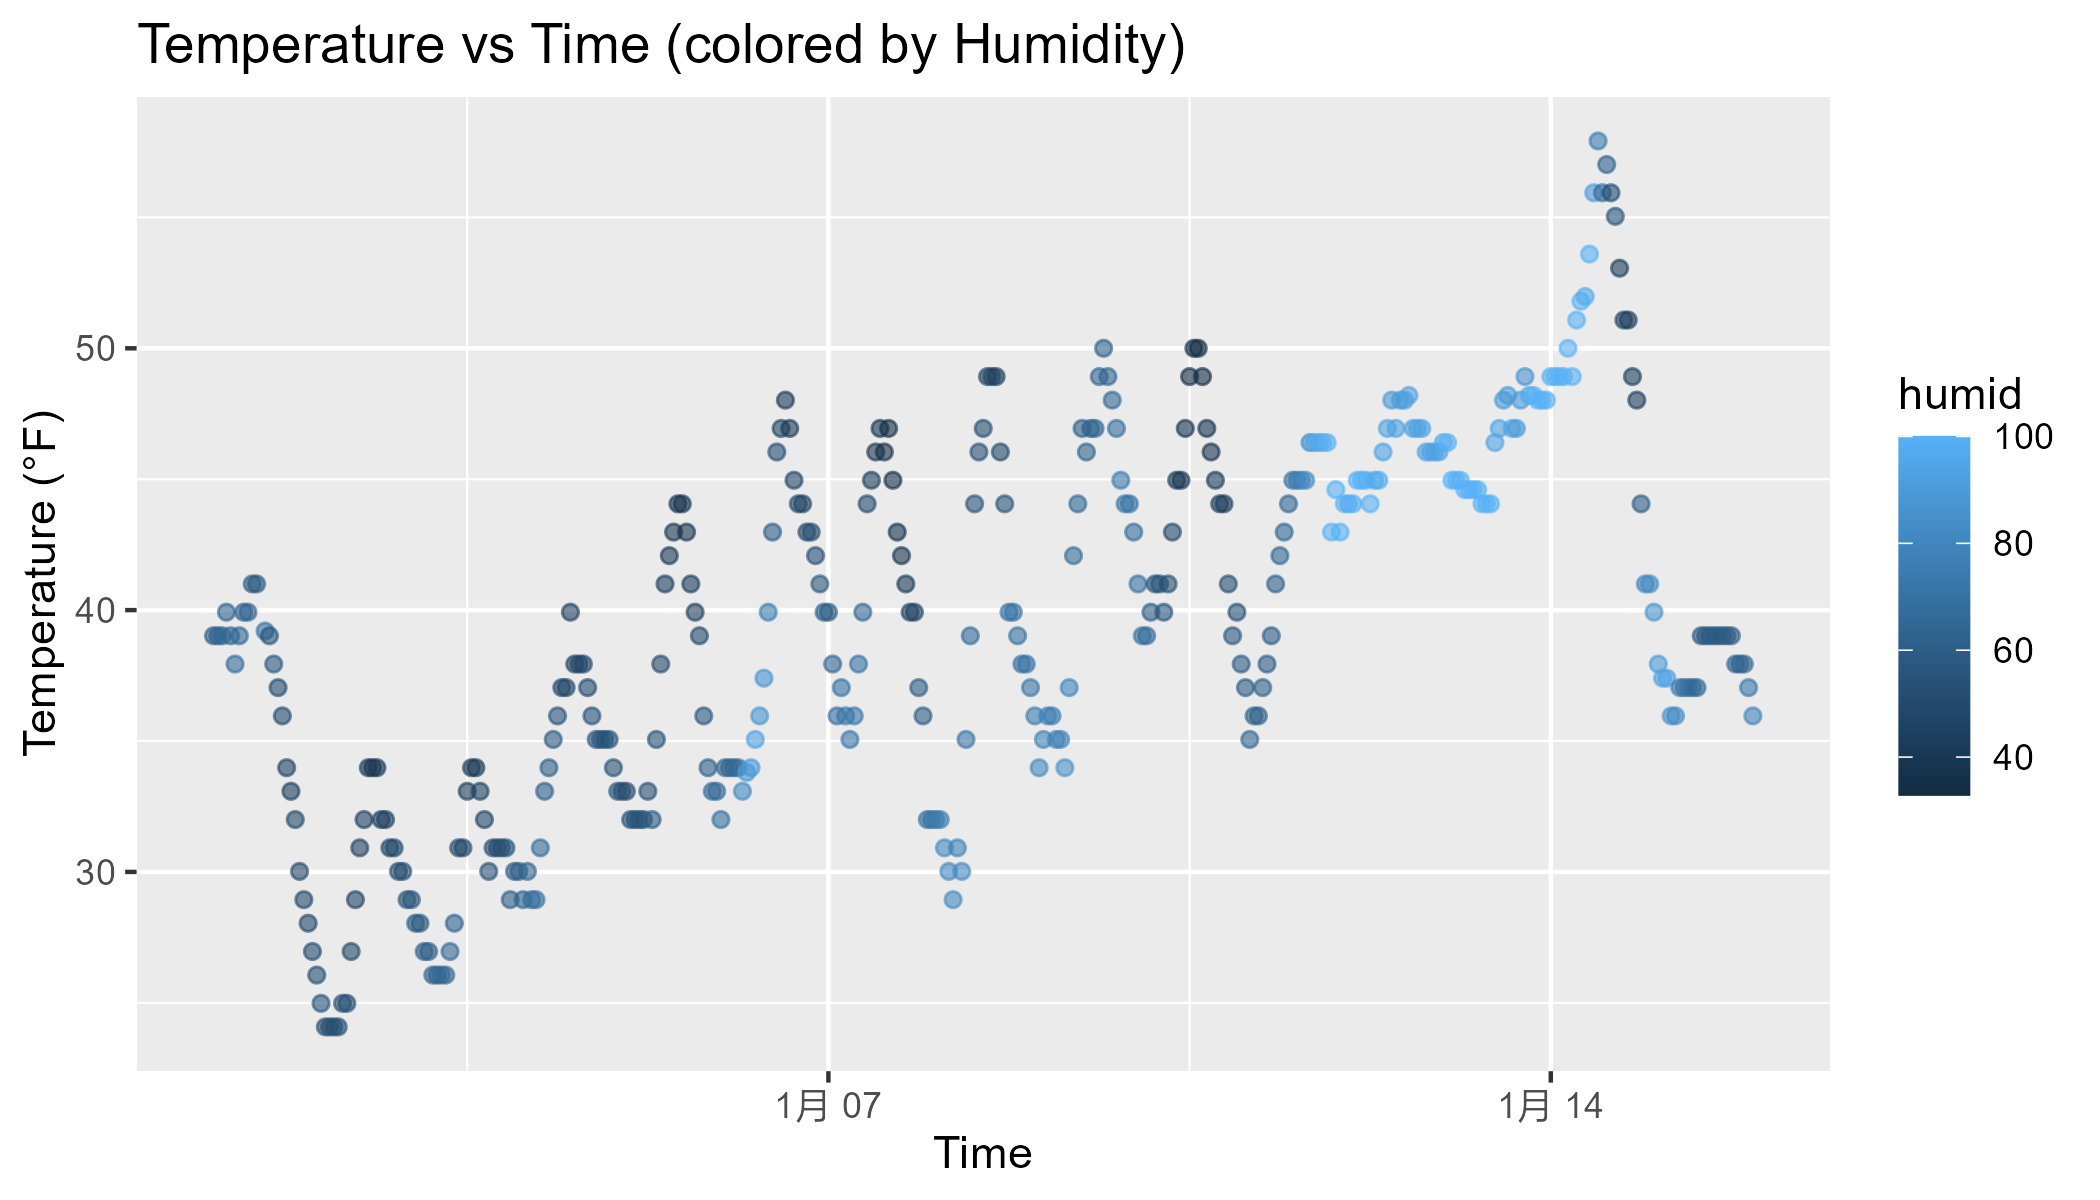 Temperature vs Time (colored by Humidity)
Temperature (°F)
50
40
30
1月 07
1月 14
Time
humid
100
80
60
40